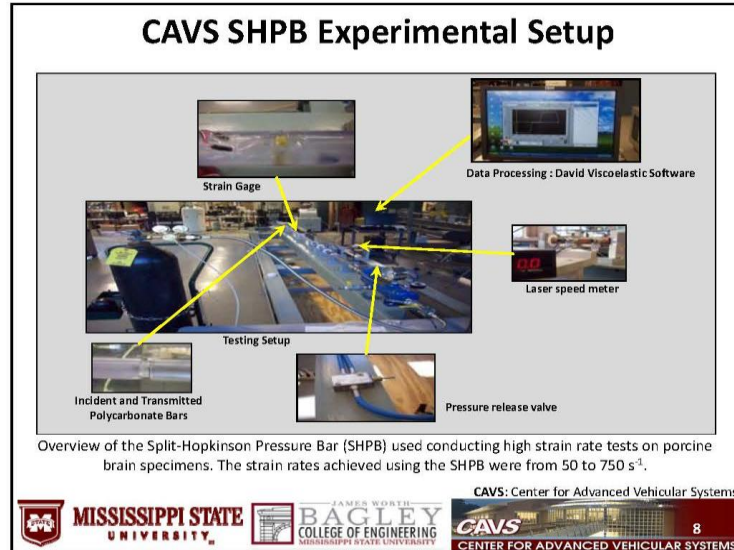 CAVS SHPB Experimental Setup
Strain Gage
Data Processing : David Viscoelastic Software
0.0
Laser speed meter
Testing Setup
Incident and Transmitted
Polycarbonate Bars
Pressure release valve
Overview of the Split-Hopkinson Pressure Bar (SHPB) used conducting high strain rate tests on porcine
brain specimens. The strain rates achieved using the SHPB were from 50 to 750 s⁻¹.
CAVS: Center for Advanced Vehicular Systems
MISSISSIPPI STATE
UNIVERSITY
JAMES WORTH
BAGLEY
COLLEGE OF ENGINEERING
MISSISSIPPI STATE UNIVERSITY
CAVS
8
CENTER FOR ADVANCED VEHICULAR SYSTEMS